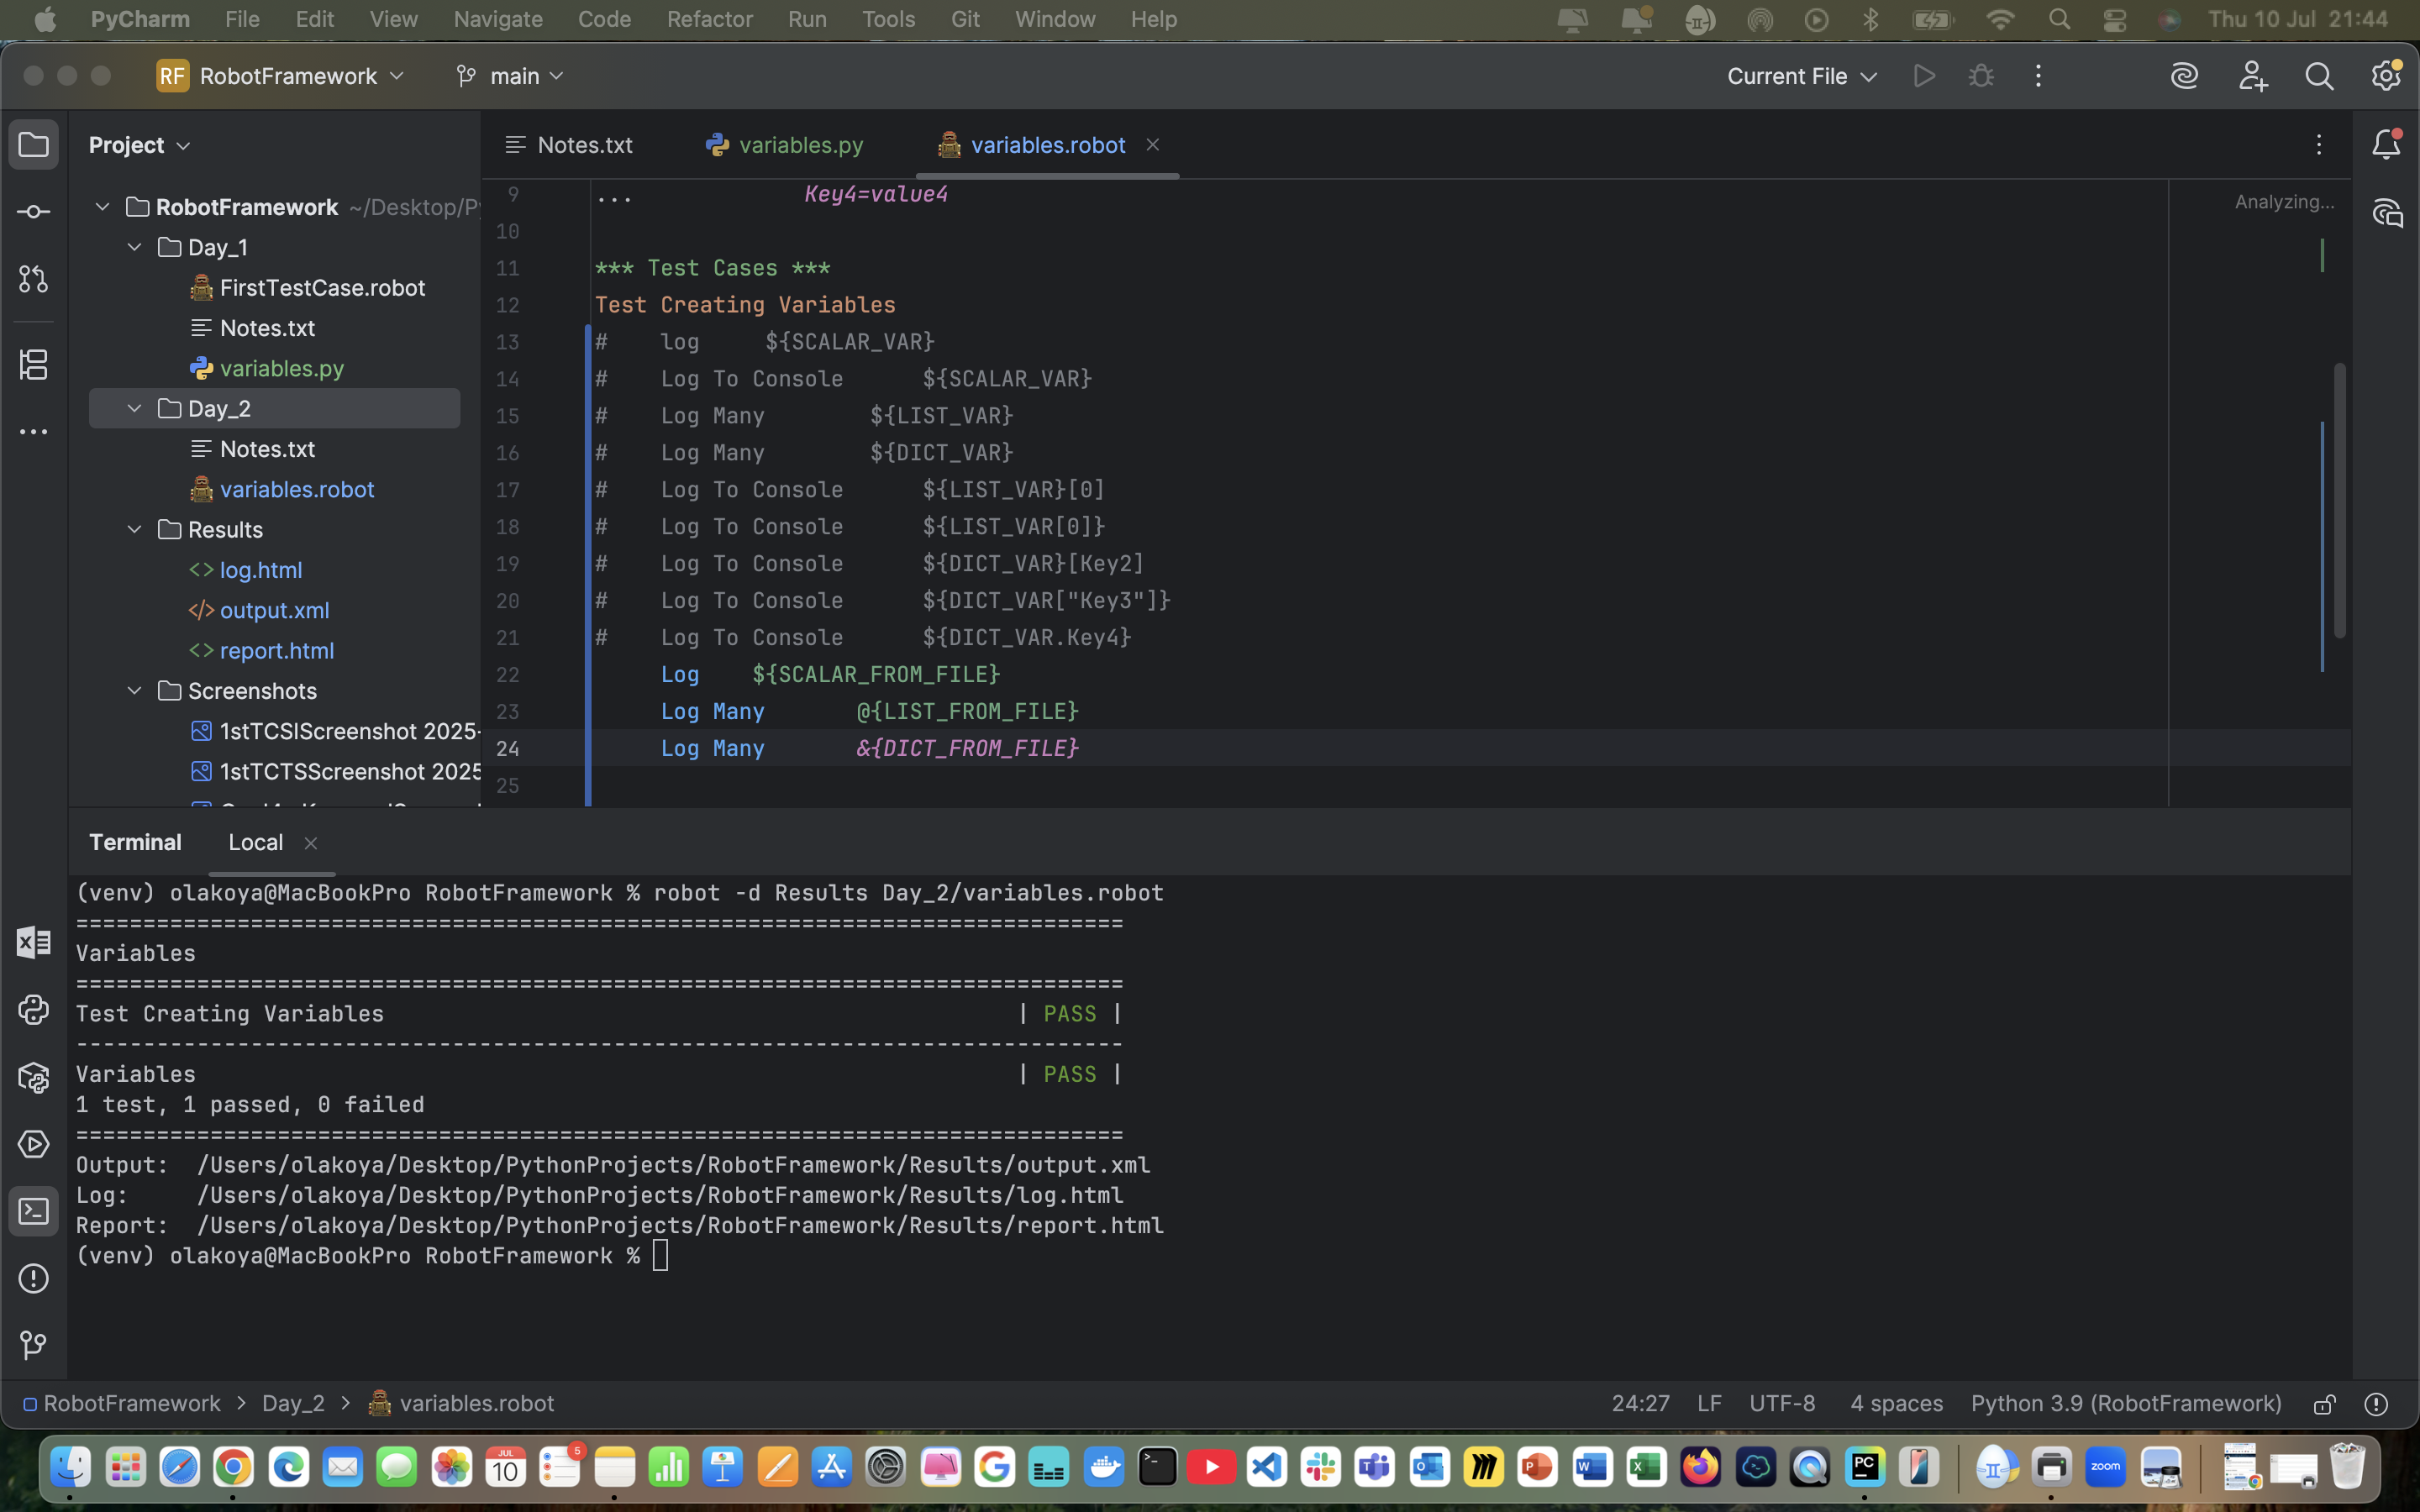 PyCharm File Edit View Navigate Code Refactor Run Tools Git Window Help Thu 10 Jul 21:44
RF RobotFramework main Current File
Project
Notes.txt variables.py variables.robot
RobotFramework ~/Desktop/P
Day_1
FirstTestCase.robot
Notes.txt
variables.py
Day_2
Notes.txt
variables.robot
Results
log.html
output.xml
report.html
Screenshots
1stTCSIScreenshot 2025-
1stTCTSScreenshot 2025
Analyzing...
9 ... Key4=value4
10
11 *** Test Cases ***
12 Test Creating Variables
13 # log ${SCALAR_VAR}
14 # Log To Console ${SCALAR_VAR}
15 # Log Many ${LIST_VAR}
16 # Log Many ${DICT_VAR}
17 # Log To Console ${LIST_VAR}[0]
18 # Log To Console ${LIST_VAR[0]}
19 # Log To Console ${DICT_VAR}[Key2]
20 # Log To Console ${DICT_VAR["Key3"]}
21 # Log To Console ${DICT_VAR.Key4}
22 Log ${SCALAR_FROM_FILE}
23 Log Many @{LIST_FROM_FILE}
24 Log Many &{DICT_FROM_FILE}
25
Terminal Local
(venv) olakoya@MacBookPro RobotFramework % robot -d Results Day_2/variables.robot
==============================================================================
Variables
==============================================================================
Test Creating Variables | PASS |
------------------------------------------------------------------------------
Variables | PASS |
1 test, 1 passed, 0 failed
==============================================================================
Output: /Users/olakoya/Desktop/PythonProjects/RobotFramework/Results/output.xml
Log: /Users/olakoya/Desktop/PythonProjects/RobotFramework/Results/log.html
Report: /Users/olakoya/Desktop/PythonProjects/RobotFramework/Results/report.html
(venv) olakoya@MacBookPro RobotFramework %
RobotFramework > Day_2 > variables.robot 24:27 LF UTF-8 4 spaces Python 3.9 (RobotFramework)
JUL 10 5 PC zoom